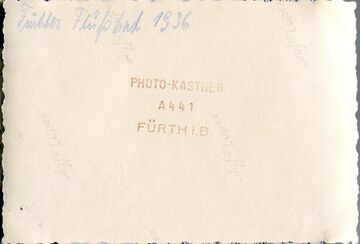 Fürther Flußbad 1936
PHOTO-KASTNER
A441
FÜRTH i.B.